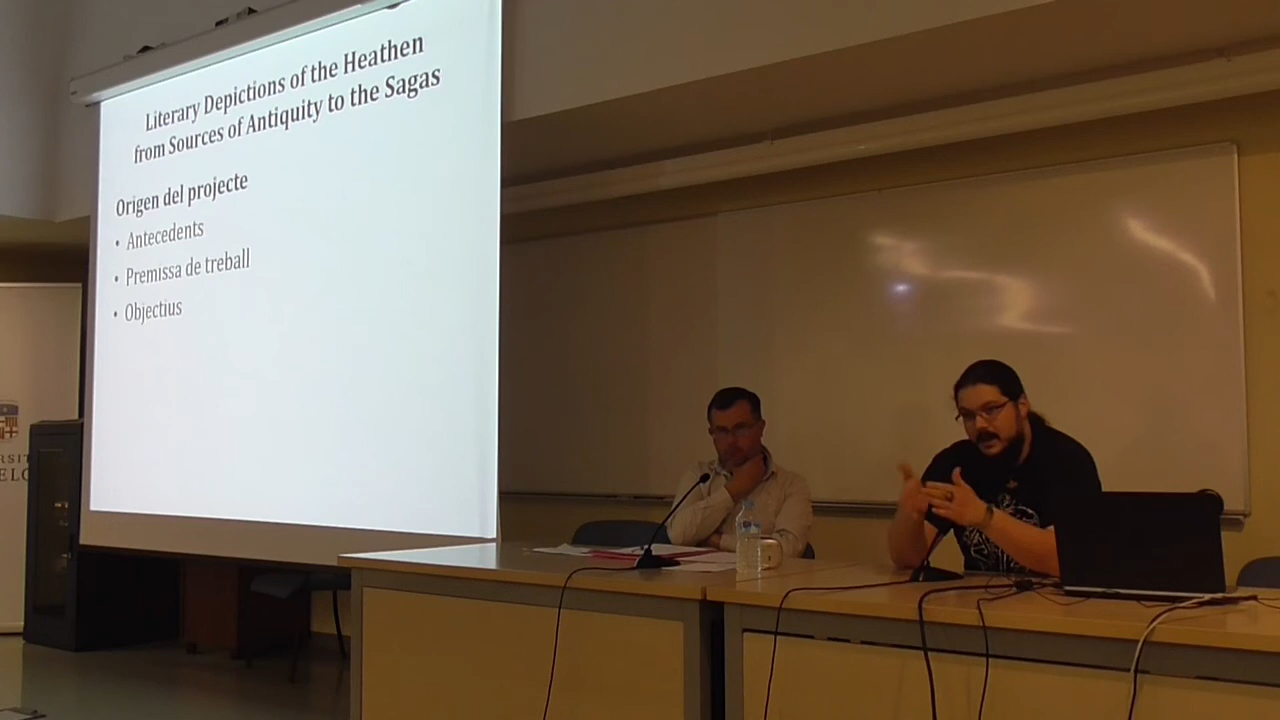 Literary Depictions of the Heathen
from Sources of Antiquity to the Sagas
Origen del projecte
• Antecedents
• Premissa de treball
• Objectius